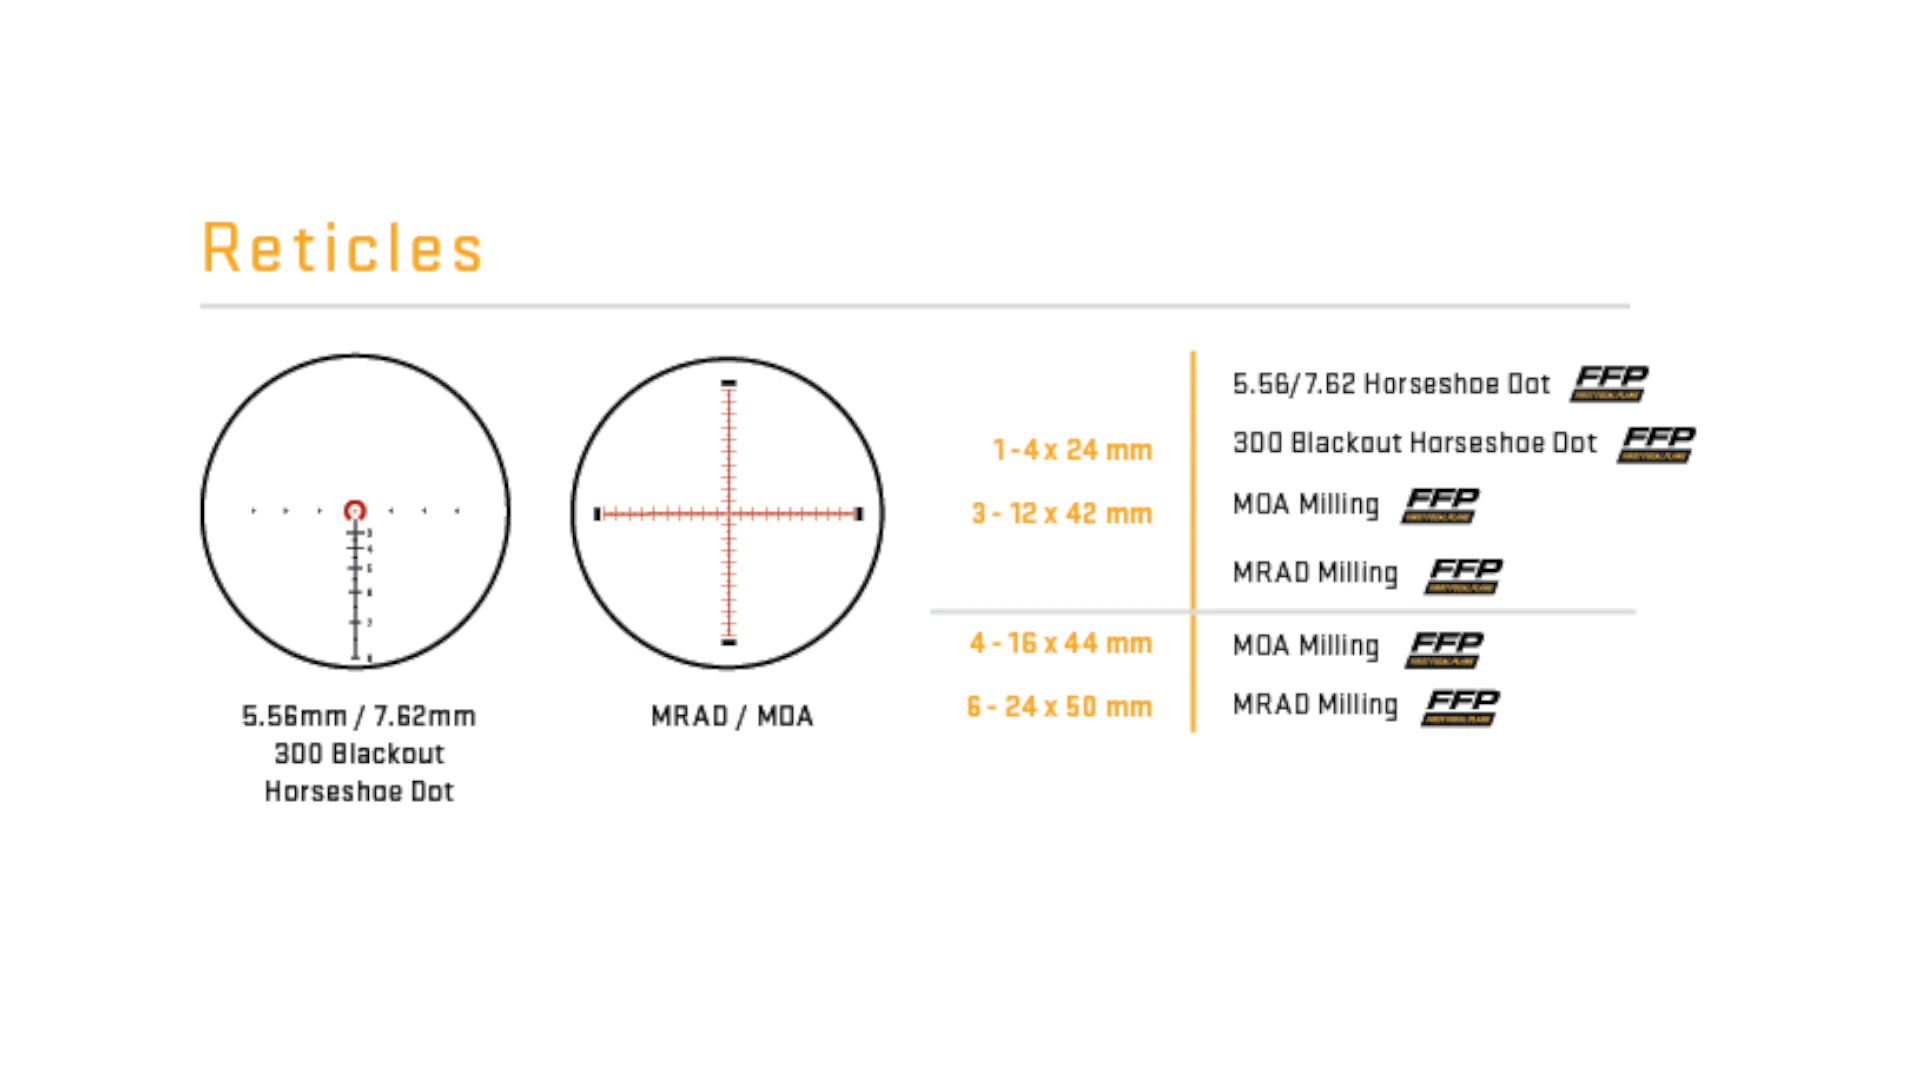 Reticles
5.56mm / 7.62mm
300 Blackout
Horseshoe Dot
MRAD / MOA
1-4 x 24 mm
3 - 12 x 42 mm
5.56/7.62 Horseshoe Dot FFP
300 Blackout Horseshoe Dot FFP
MOA Milling FFP
MRAD Milling FFP
4 - 16 x 44 mm
6 - 24 x 50 mm
MOA Milling FFP
MRAD Milling FFP